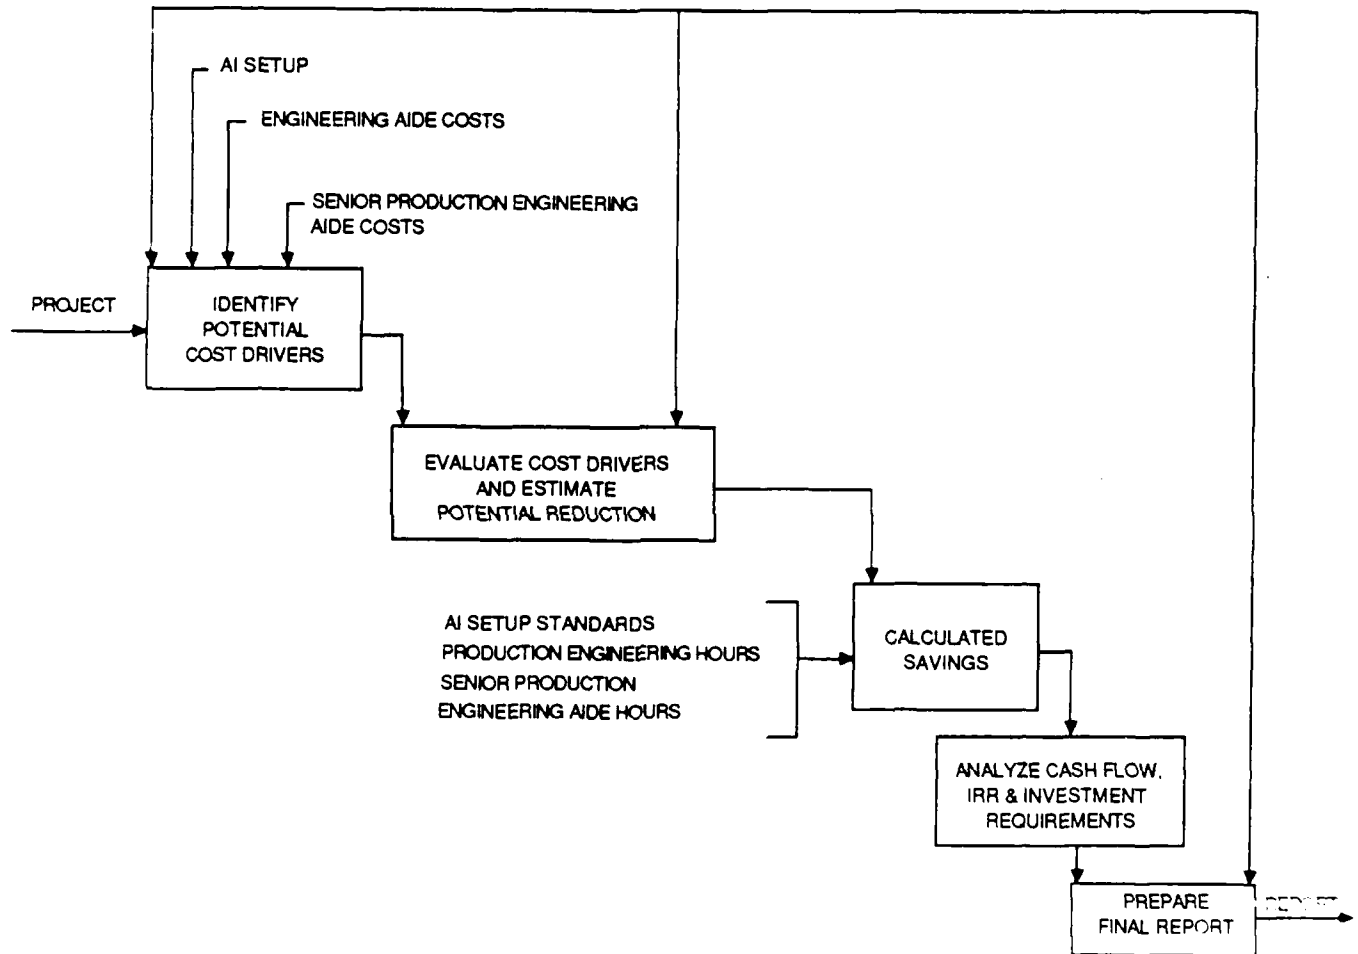 AI SETUP
ENGINEERING AIDE COSTS
SENIOR PRODUCTION ENGINEERING
AIDE COSTS
PROJECT
IDENTIFY
POTENTIAL
COST DRIVERS
EVALUATE COST DRIVERS
AND ESTIMATE
POTENTIAL REDUCTION
AI SETUP STANDARDS
PRODUCTION ENGINEERING HOURS
SENIOR PRODUCTION
ENGINEERING AIDE HOURS
CALCULATED
SAVINGS
ANALYZE CASH FLOW,
IRR & INVESTMENT
REQUIREMENTS
PREPARE
FINAL REPORT
REPORT